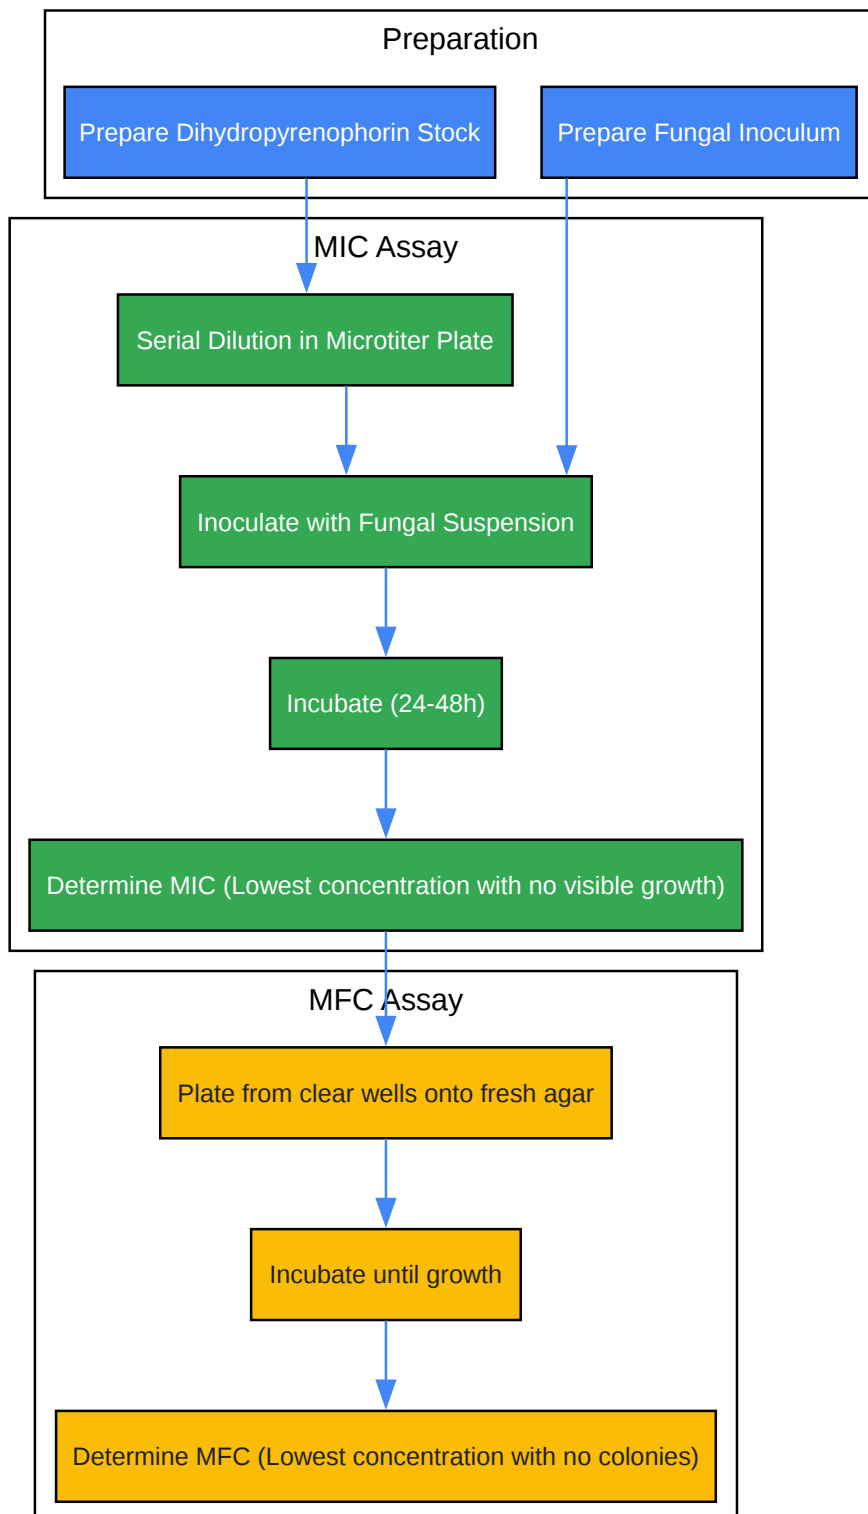 Preparation
Prepare Dihydropyrenophorin Stock
Prepare Fungal Inoculum
MIC Assay
Serial Dilution in Microtiter Plate
Inoculate with Fungal Suspension
Incubate (24-48h)
Determine MIC (Lowest concentration with no visible growth)
MFC Assay
Plate from clear wells onto fresh agar
Incubate until growth
Determine MFC (Lowest concentration with no colonies)